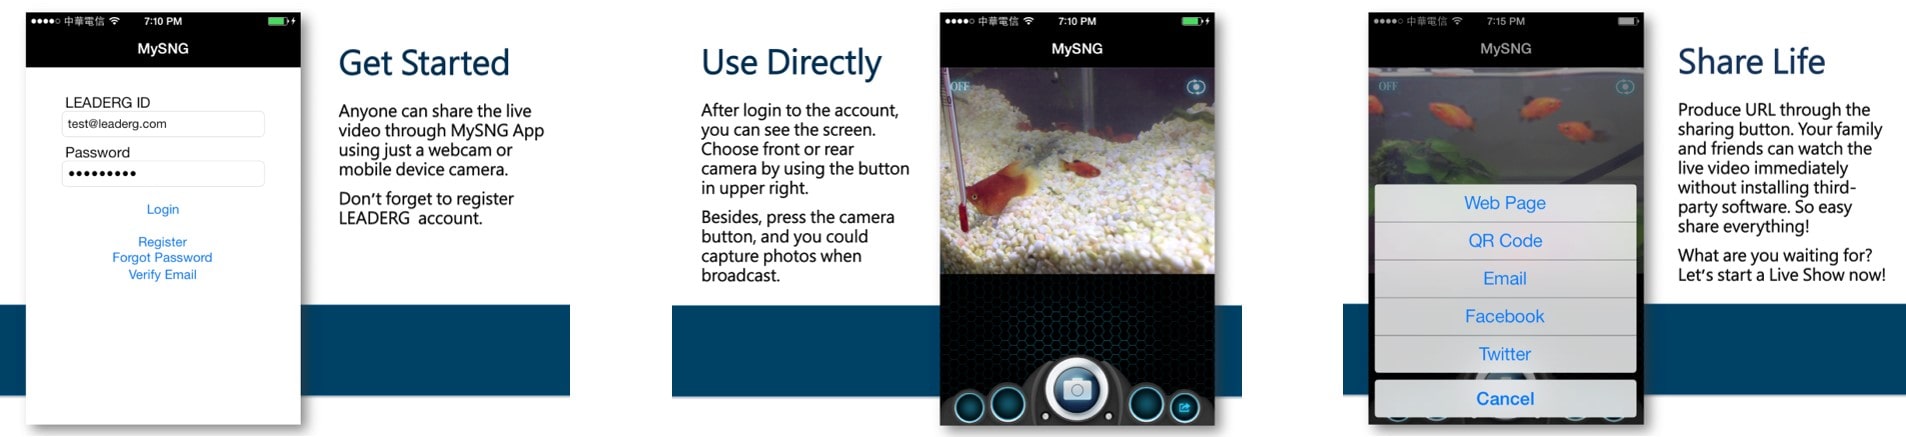 中華電信
7:10 PM
MySNG
LEADERG ID
test@leaderg.com
Password
•••••••••
Login
Register
Forgot Password
Verify Email
Get Started
Anyone can share the live
video through MySNG App
using just a webcam or
mobile device camera.
Don't forget to register
LEADERG account.
Use Directly
After login to the account,
you can see the screen.
Choose front or rear
camera by using the button
in upper right.
Besides, press the camera
button, and you could
capture photos when
broadcast.
中華電信
7:10 PM
MySNG
OFF
中華電信
7:15 PM
MySNG
OFF
Web Page
QR Code
Email
Facebook
Twitter
Cancel
Share Life
Produce URL through the
sharing button. Your family
and friends can watch the
live video immediately
without installing third-
party software. So easy
share everything!
What are you waiting for?
Let's start a Live Show now!